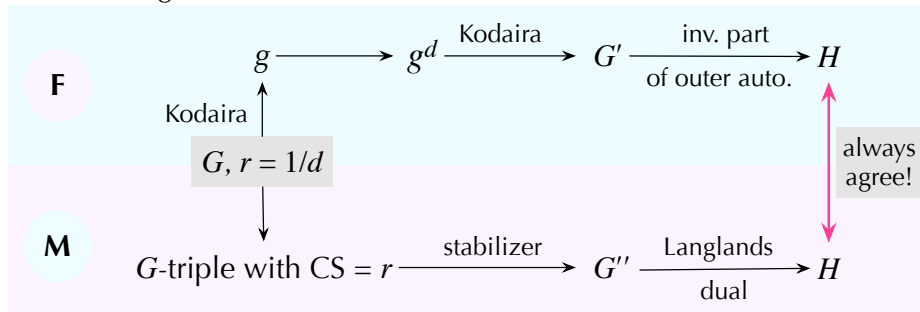 g g^d Kodaira G′ inv. part of outer auto. H
F
Kodaira
G, r = 1/d
always
agree!
M
G-triple with CS = r stabilizer G′′ Langlands dual H